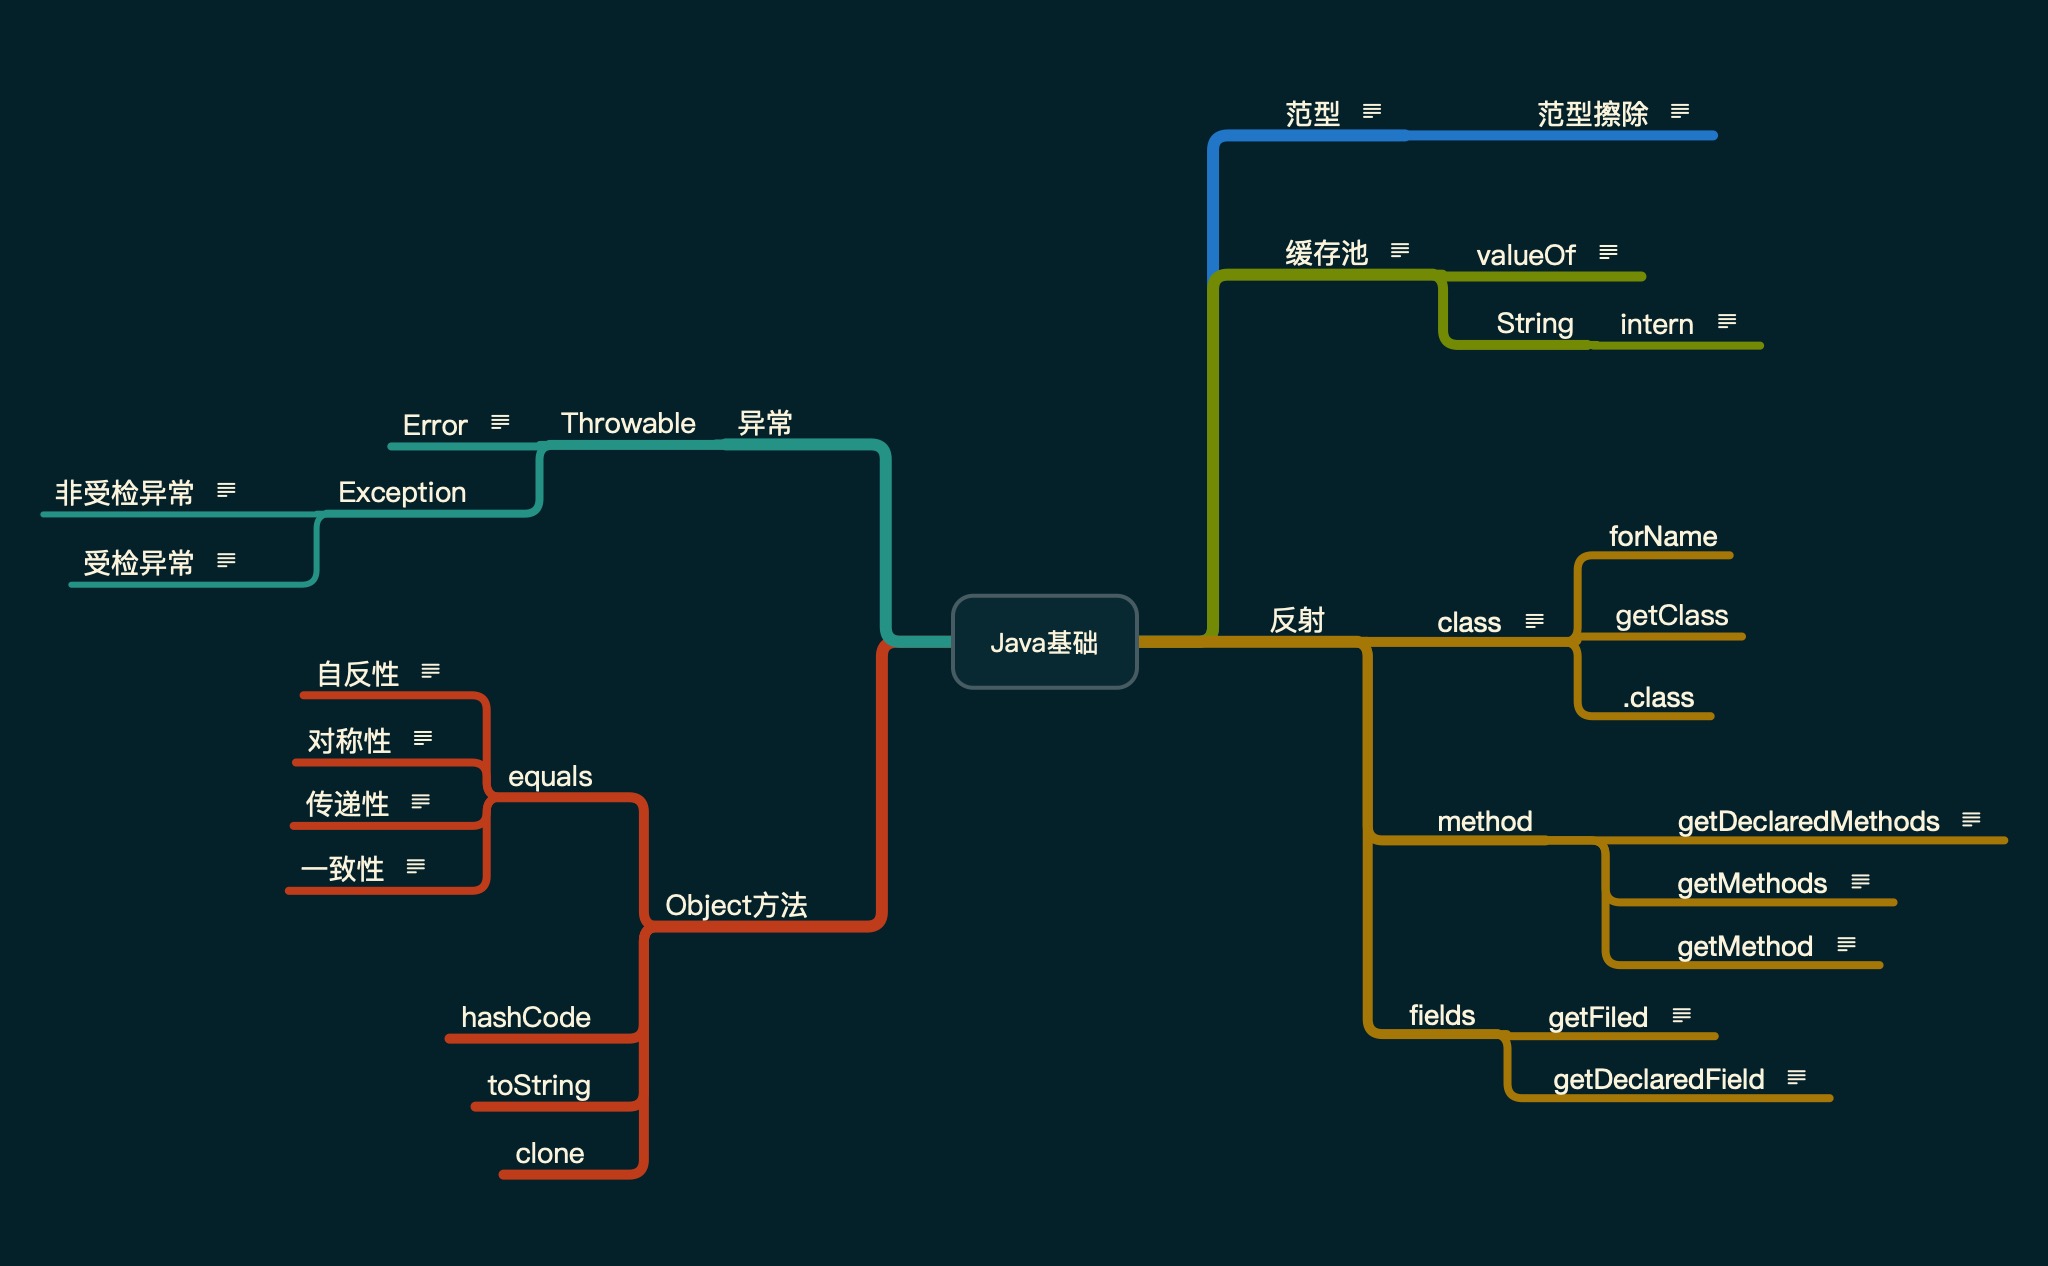 Java基础
范型
范型擦除
缓存池
valueOf
String
intern
反射
class
forName
getClass
.class
method
getDeclaredMethods
getMethods
getMethod
fields
getFiled
getDeclaredField
异常
Throwable
Error
Exception
非受检异常
受检异常
Object方法
equals
自反性
对称性
传递性
一致性
hashCode
toString
clone